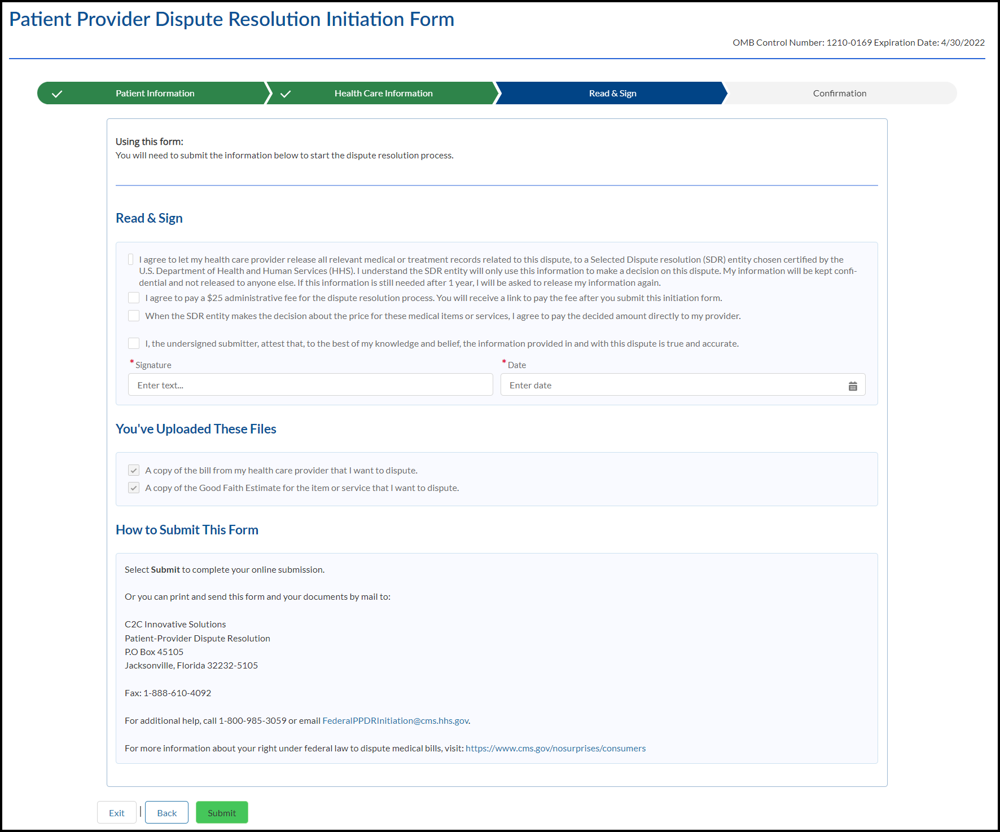 Patient Provider Dispute Resolution Initiation Form
OMB Control Number: 1210-0169 Expiration Date: 4/30/2022
Patient Information
Health Care Information
Read & Sign
Confirmation
Using this form:
You will need to submit the information below to start the dispute resolution process.
Read & Sign
I agree to let my health care provider release all relevant medical or treatment records related to this dispute, to a Selected Dispute resolution (SDR) entity chosen certified by the
U.S. Department of Health and Human Services (HHS). I understand the SDR entity will only use this information to make a decision on this dispute. My information will be kept confi-
dential and not released to anyone else. If this information is still needed after 1 year, I will be asked to release my information again.
I agree to pay a $25 administrative fee for the dispute resolution process. You will receive a link to pay the fee after you submit this initiation form.
When the SDR entity makes the decision about the price for these medical items or services, I agree to pay the decided amount directly to my provider.
I, the undersigned submitter, attest that, to the best of my knowledge and belief, the information provided in and with this dispute is true and accurate.
*Signature
*Date
Enter text...
Enter date
You've Uploaded These Files
A copy of the bill from my health care provider that I want to dispute.
A copy of the Good Faith Estimate for the item or service that I want to dispute.
How to Submit This Form
Select Submit to complete your online submission.
Or you can print and send this form and your documents by mail to:
C2C Innovative Solutions
Patient-Provider Dispute Resolution
P.O Box 45105
Jacksonville, Florida 32232-5105
Fax: 1-888-610-4092
For additional help, call 1-800-985-3059 or email FederalPPDRInitiation@cms.hhs.gov.
For more information about your right under federal law to dispute medical bills, visit: https://www.cms.gov/nosurprises/consumers
Exit | Back Submit